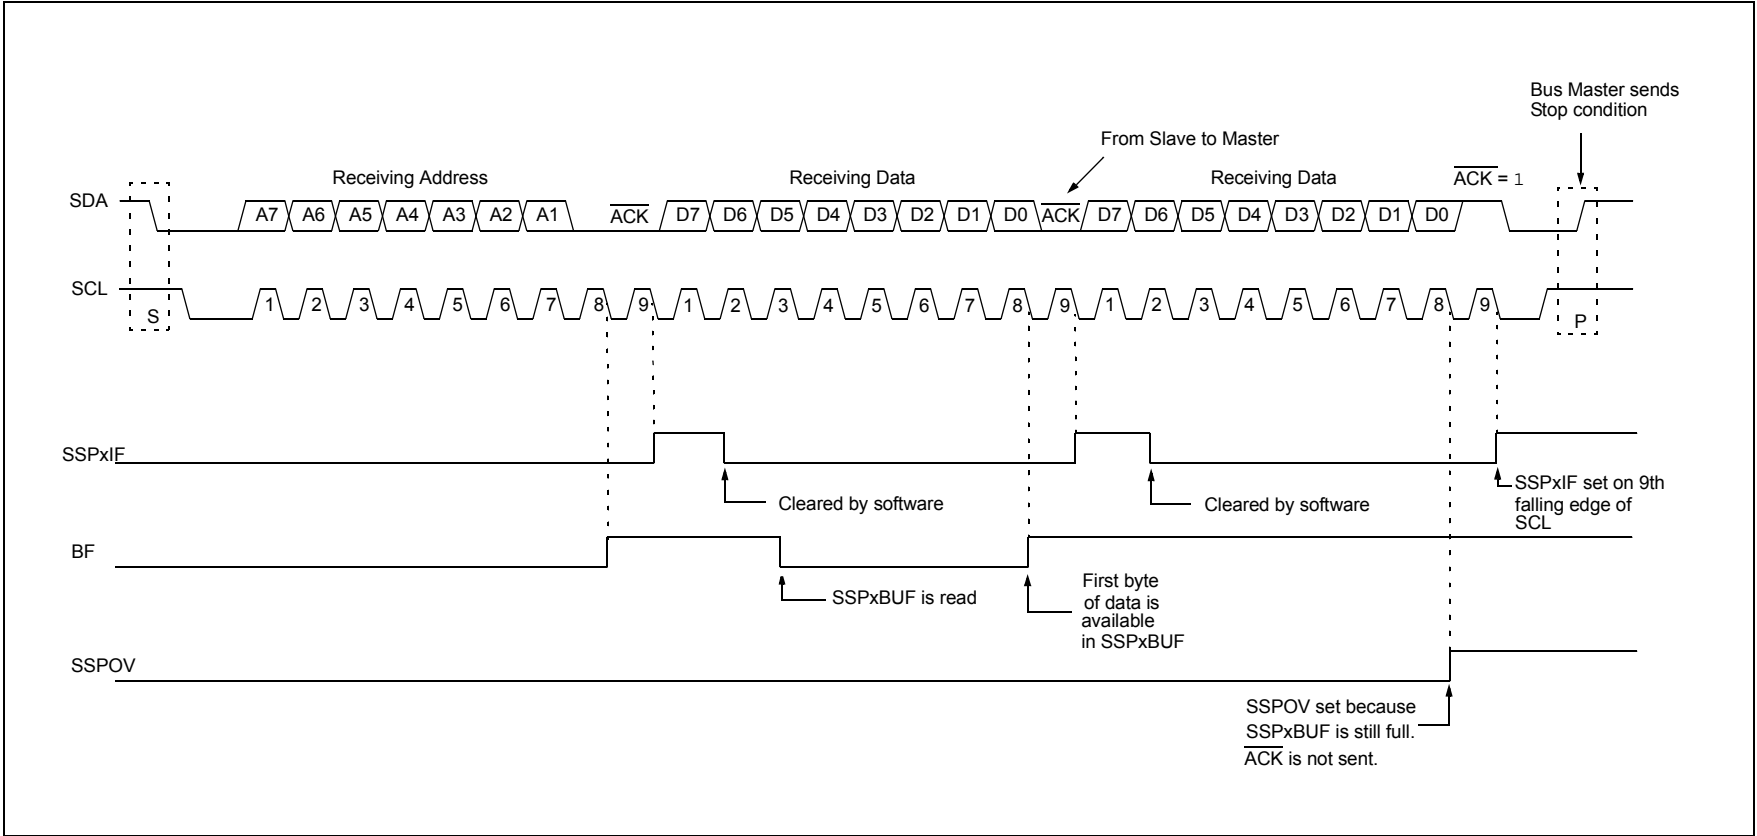 Bus Master sends
Stop condition
From Slave to Master
Receiving Address
Receiving Data
Receiving Data
ACK = 1
SDA
A7 A6 A5 A4 A3 A2 A1 ACK D7 D6 D5 D4 D3 D2 D1 D0 ACK D7 D6 D5 D4 D3 D2 D1 D0
SCL
S
1 2 3 4 5 6 7 8 9 1 2 3 4 5 6 7 8 9 1 2 3 4 5 6 7 8 9
P
SSPxIF
Cleared by software
Cleared by software
SSPxIF set on 9th
falling edge of
SCL
BF
SSPxBUF is read
First byte
of data is
available
in SSPxBUF
SSPOV
SSPOV set because
SSPxBUF is still full.
ACK is not sent.